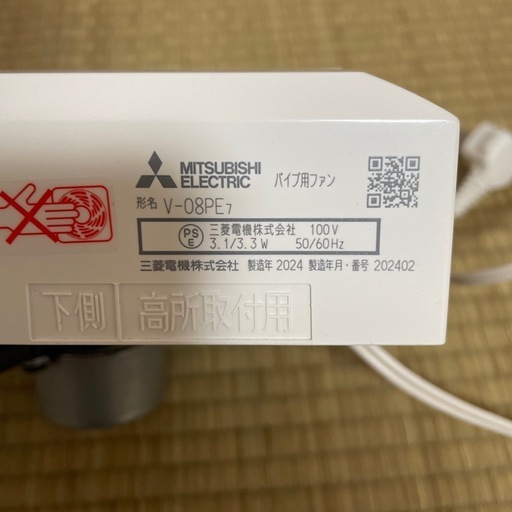 MITSUBISHI
ELECTRIC
パイプ用ファン
形名 V-08PE7
PS
E
三菱電機株式会社 100V
3.1/3.3W 50/60Hz
三菱電機株式会社 製造年 2024 製造年月・番号 202402
下側 高所取付用